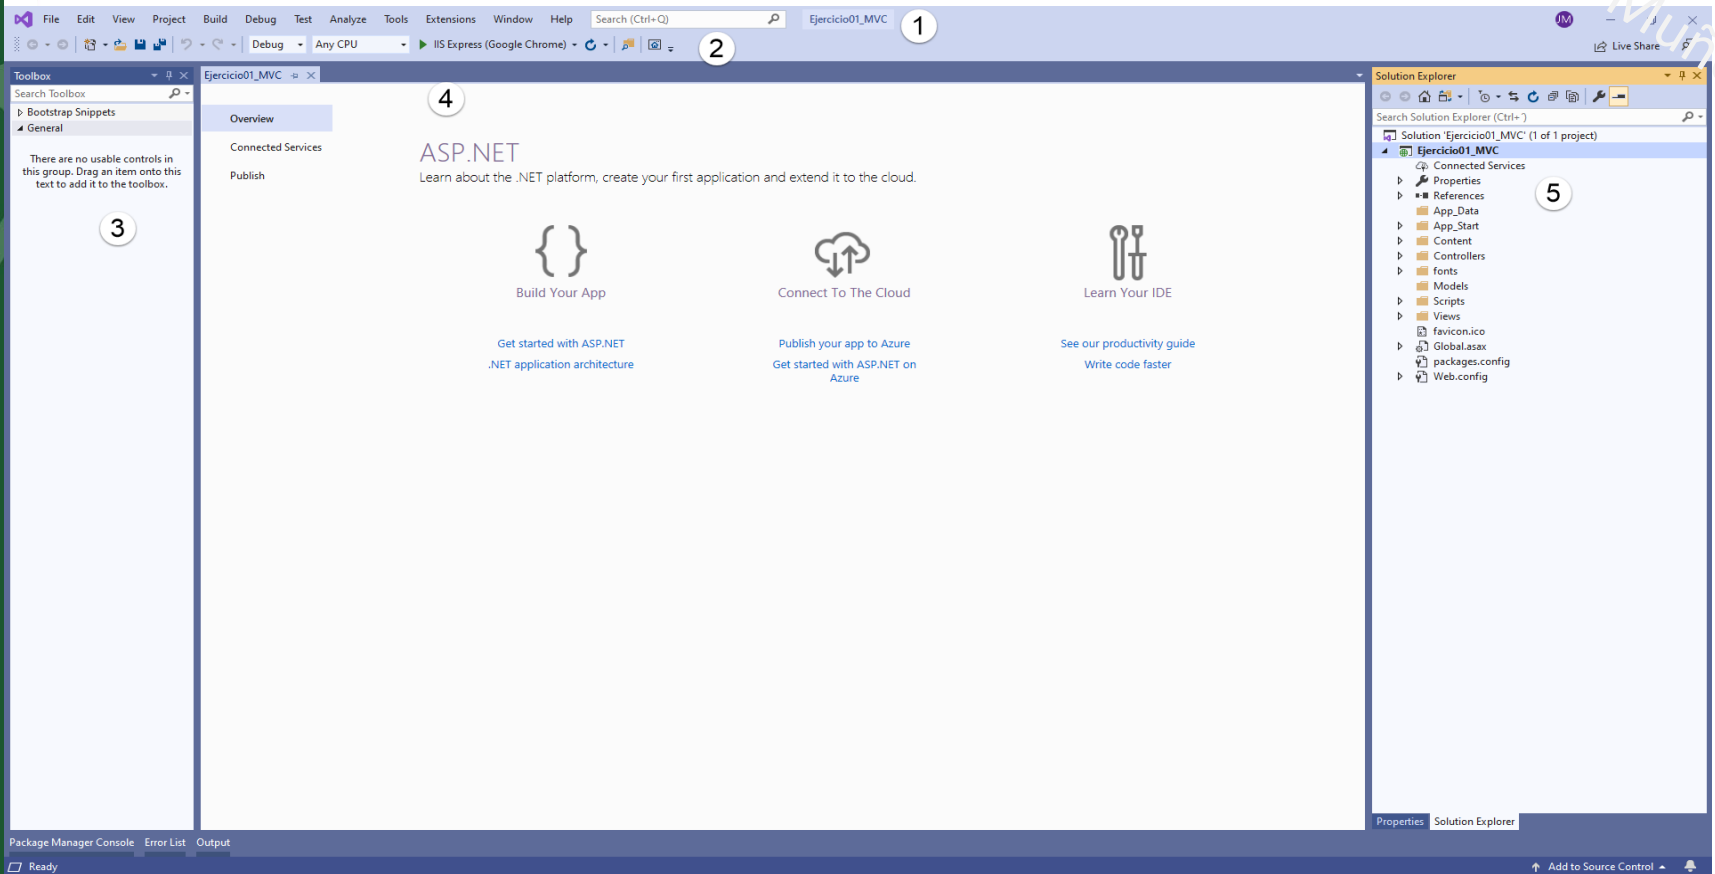 File Edit View Project Build Debug Test Analyze Tools Extensions Window Help Search (Ctrl+Q) Ejercicio01_MVC 1 JM
Debug Any CPU IIS Express (Google Chrome) 2 Live Share
Muñ
Toolbox
Search Toolbox
Bootstrap Snippets
General
There are no usable controls in
this group. Drag an item onto this
text to add it to the toolbox.
3
Ejercicio01_MVC
4
Overview
Connected Services
Publish
ASP.NET
Learn about the .NET platform, create your first application and extend it to the cloud.
Build Your App
Get started with ASP.NET
.NET application architecture
Connect To The Cloud
Publish your app to Azure
Get started with ASP.NET on
Azure
Learn Your IDE
See our productivity guide
Write code faster
Solution Explorer
Search Solution Explorer (Ctrl+¨)
Solution 'Ejercicio01_MVC' (1 of 1 project)
Ejercicio01_MVC
Connected Services
Properties
References
5
App_Data
App_Start
Content
Controllers
fonts
Models
Scripts
Views
favicon.ico
Global.asax
packages.config
Web.config
Properties Solution Explorer
Package Manager Console Error List Output
Ready Add to Source Control